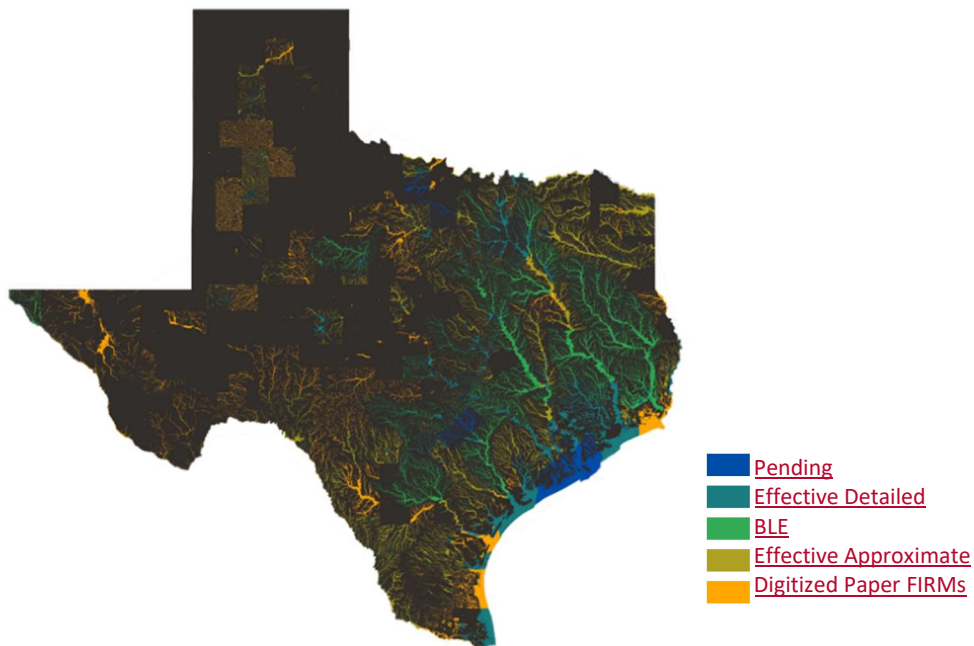 Pending
Effective Detailed
BLE
Effective Approximate
Digitized Paper FIRMs